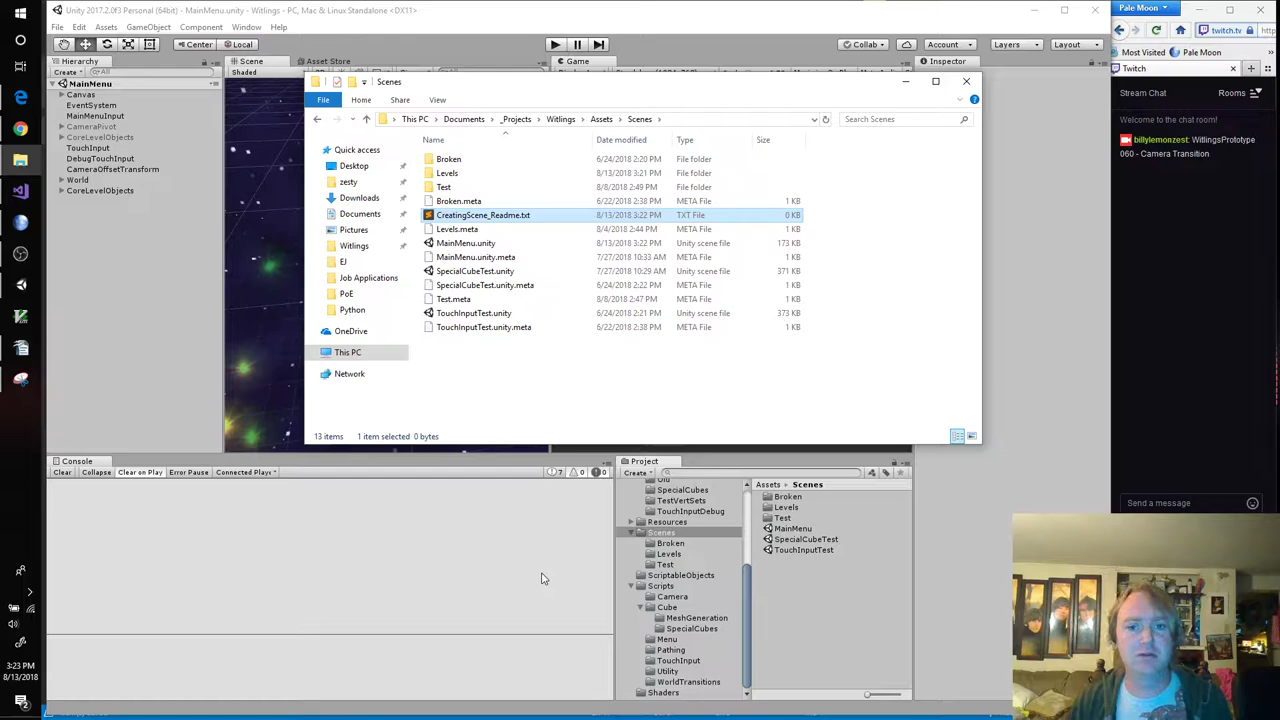 Unity 2017.2.0f3 Personal (64bit) - MainMenu.unity - Witlings - PC, Mac & Linux Standalone <DX11>
Pale Moon
File Edit Assets GameObject Component Window Help
twitch.tv
Center Local
Collab
Account
Layers
Layout
Most Visited Pale Moon
Hierarchy
Scene
Asset Store
Game
Inspector
Twitch
Create
All
Shaded
MainMenu
Canvas
EventSystem
MainMenuInput
CameraPivot
CoreLevelObjects
TouchInput
DebugTouchInput
CameraOffsetTransform
World
CoreLevelObjects
Scenes
File Home Share View
This PC Documents _Projects Witlings Assets Scenes
Search Scenes
Name Date modified Type Size
Quick access
Desktop
zesty
Downloads
Documents
Pictures
Witlings
EJ
Job Applications
PoE
Python
OneDrive
This PC
Network
Broken 6/24/2018 2:20 PM File folder
Levels 8/13/2018 3:21 PM File folder
Test 8/8/2018 2:49 PM File folder
Broken.meta 6/22/2018 2:38 PM META File 1 KB
CreatingScene_Readme.txt 8/13/2018 3:22 PM TXT File 0 KB
Levels.meta 8/4/2018 2:44 PM META File 1 KB
MainMenu.unity 8/13/2018 3:22 PM Unity scene file 173 KB
MainMenu.unity.meta 7/27/2018 10:33 AM META File 1 KB
SpecialCubeTest.unity 7/27/2018 10:29 AM Unity scene file 371 KB
SpecialCubeTest.unity.meta 6/24/2018 2:22 PM META File 1 KB
Test.meta 8/8/2018 2:47 PM META File 1 KB
TouchInputTest.unity 6/24/2018 2:21 PM Unity scene file 373 KB
TouchInputTest.unity.meta 6/22/2018 2:38 PM META File 1 KB
13 items 1 item selected 0 bytes
Stream Chat
Rooms
Welcome to the chat room!
billylemonzest: WitlingsPrototype
060 - Camera Transition
Send a message
Console
Clear Collapse Clear on Play Error Pause Connected Playe
7 0 0
Project
Create
SpecialCubes
TestVertSets
TouchInputDebug
Resources
Scenes
Broken
Levels
Test
ScriptableObjects
Scripts
Camera
Cube
MeshGeneration
SpecialCubes
Menu
Pathing
TouchInput
Utility
WorldTransitions
Shaders
Assets Scenes
Broken
Levels
Test
MainMenu
SpecialCubeTest
TouchInputTest
3:23 PM
8/13/2018